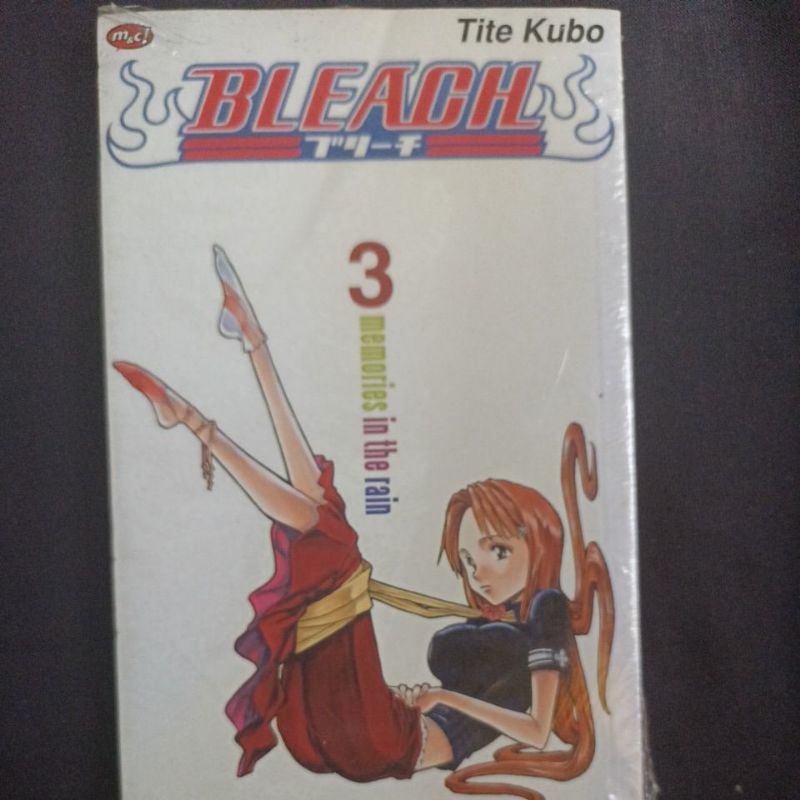 m&c!
Tite Kubo
BLEACH
ブリーチ
3
memories in the rain